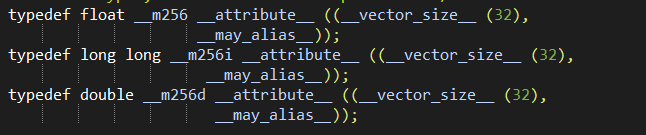 typedef float __m256 __attribute__ ((__vector_size__ (32),
__may_alias__));
typedef long long __m256i __attribute__ ((__vector_size__ (32),
__may_alias__));
typedef double __m256d __attribute__ ((__vector_size__ (32),
__may_alias__));